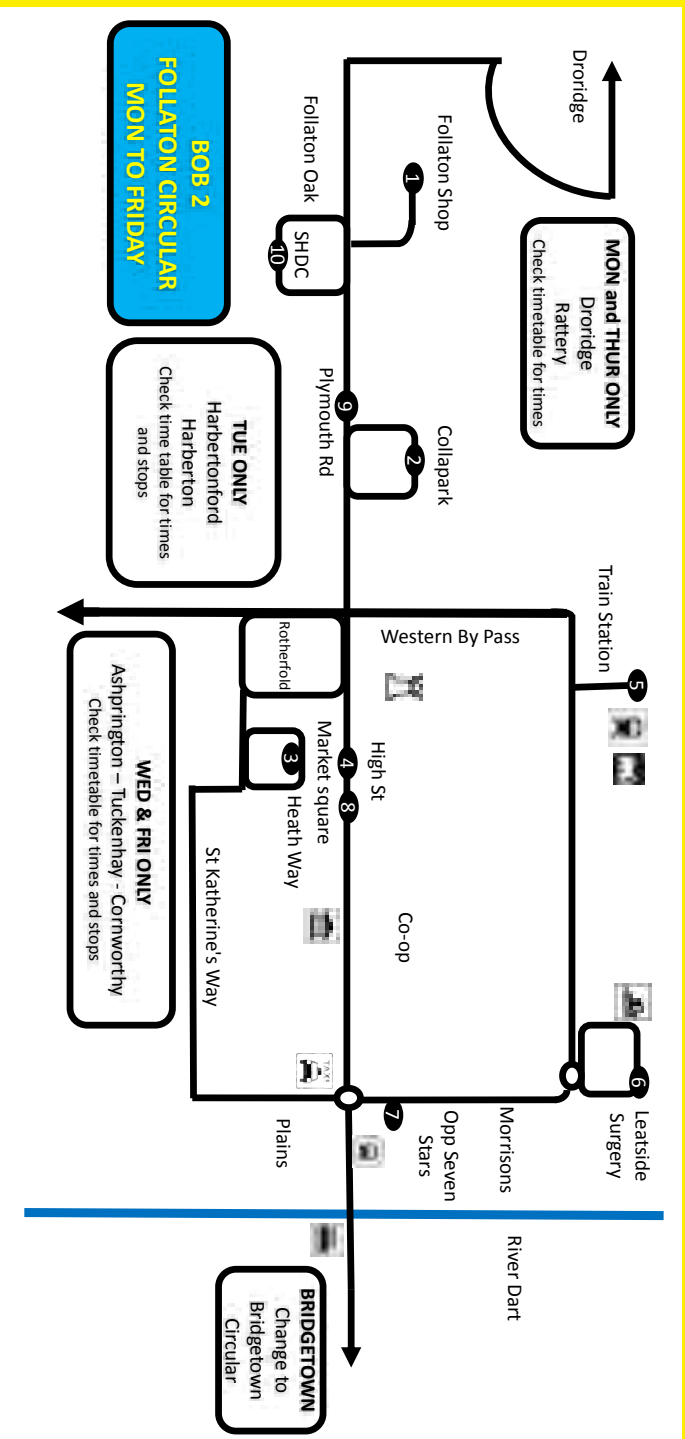 Droridge
MON and THUR ONLY
Droridge
Rattery
Check timetable for times
Train Station
5
6
Leatside
Surgery
Follaton Shop
1
Collapark
2
Western By Pass
High St
Co-op
Morrisons
Opp Seven
Stars
River Dart
Follaton Oak
SHDC
10
Plymouth Rd
9
Rotherfold
4
8
Market square
3
Heath Way
St Katherine's Way
TAXI
7
Plains
BOB 2
FOLLATON CIRCULAR
MON TO FRIDAY
TUE ONLY
Harbertonford
Harberton
Check time table for times
and stops
WED & FRI ONLY
Ashprington – Tuckenhay - Cornworthy
Check timetable for times and stops
BRIDGETOWN
Change to
Bridgetown
Circular